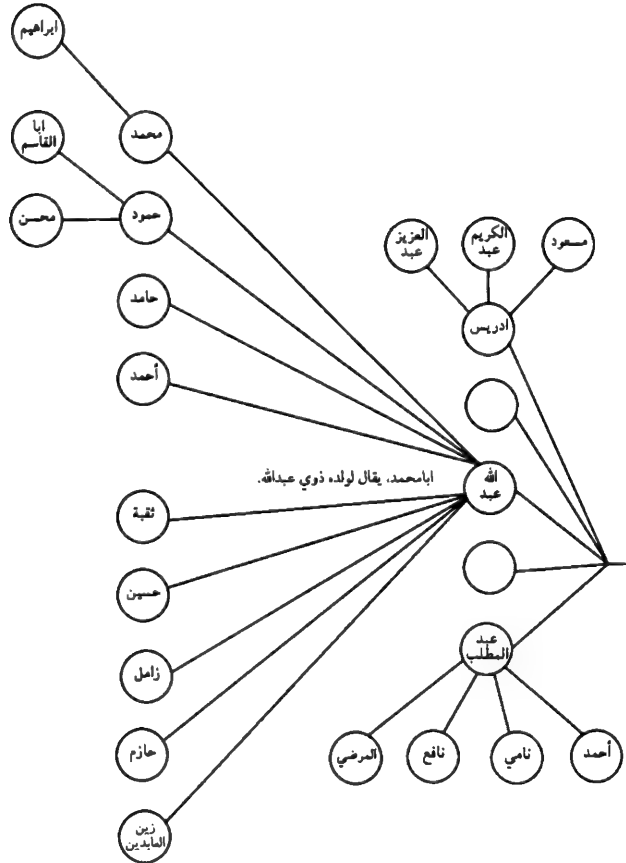 ابراهيم
ابا
القاسم
محمد
محسن
حمود
العزيز
عبد
الكريم
عبد
مسعود
حامد
ادريس
أحمد
ابامحمد، يقال لولده ذوي عبدالله.
الله
عبد
ثقبة
حسين
عبد
المطلب
زامل
حازم
المرضي
نافع
نامي
أحمد
زين
العابدين